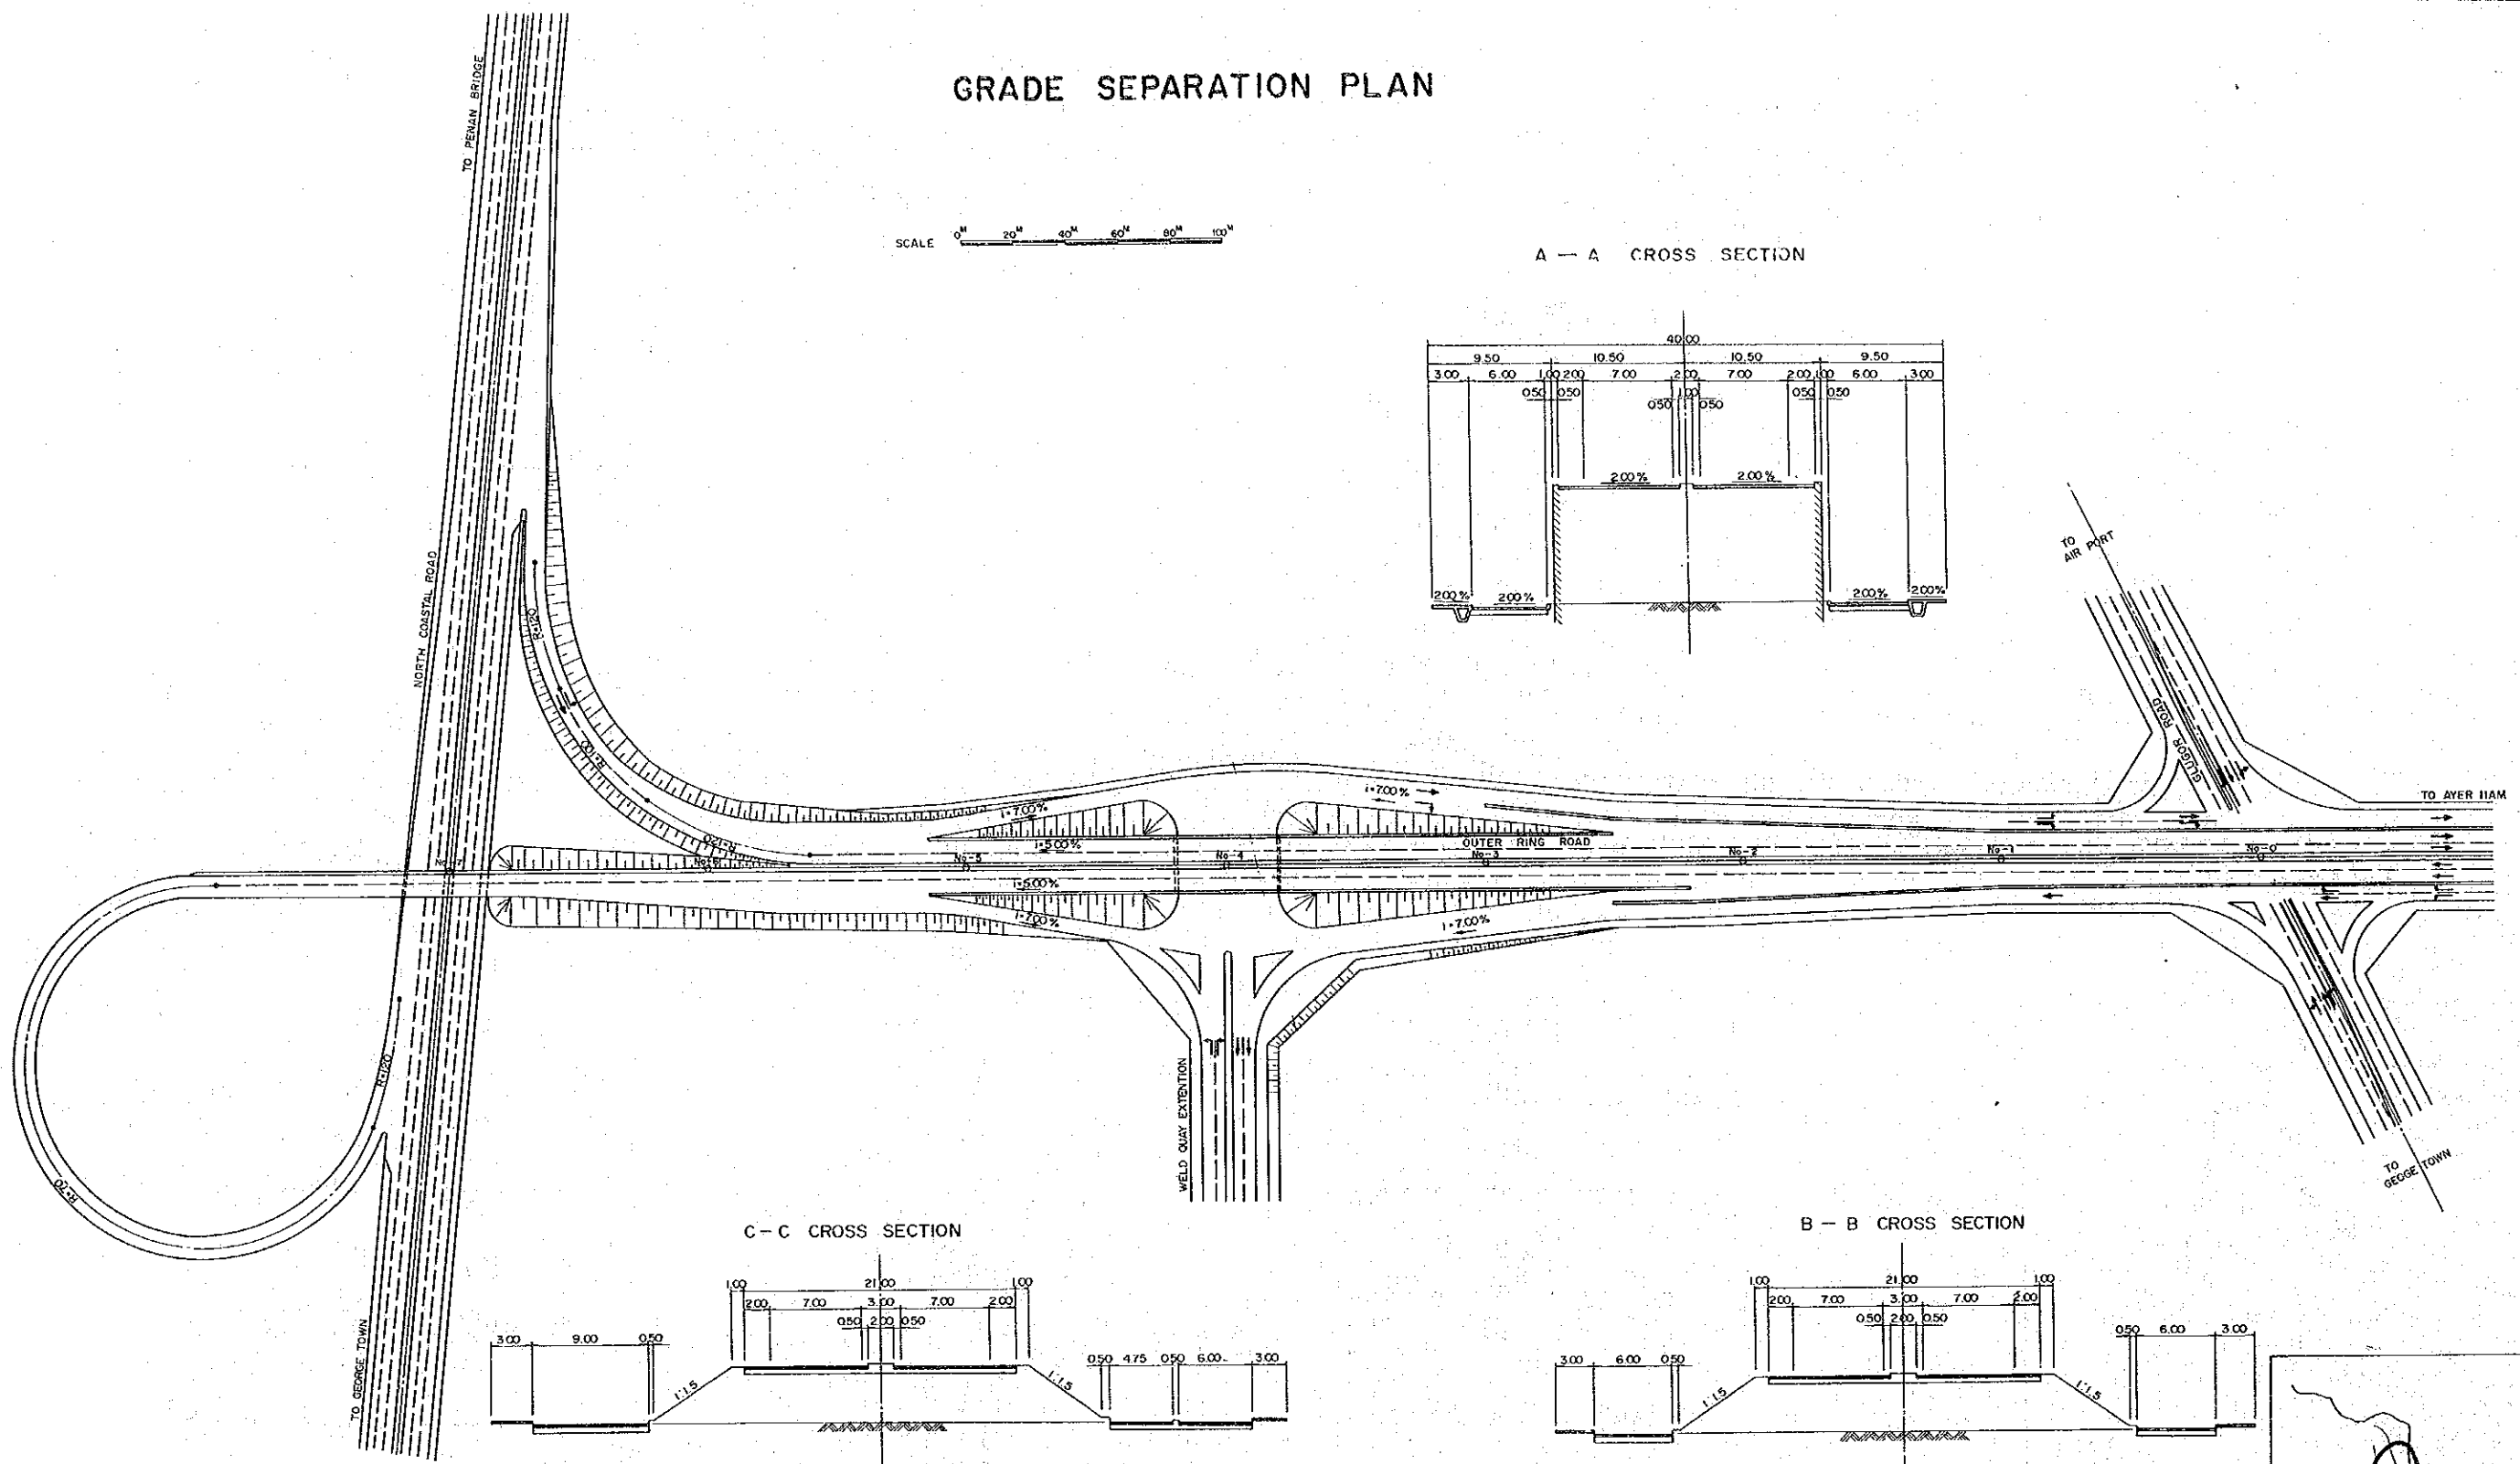 GRADE SEPARATION PLAN
TO PENAN BRIDGE
SCALE 0M 20M 40M 60M 80M 100M
A — A CROSS SECTION
40.00
9.50 10.50 10.50 9.50
3.00 6.00 1.00 2.00 7.00 2.00 7.00 2.00 1.00 6.00 3.00
0.50 0.50 1.00 0.50 0.50
0.50 0.50
2.00% 2.00%
2.00% 2.00% 2.00% 2.00%
TO
AIR PORT
NORTH COASTAL ROAD
R=120
R=100
R=120
GLUGOR ROAD
TO AYER ITAM
i=7.00%
i=7.00%
i=5.00%
OUTER RING ROAD
No-7 No-6 No-5 No-4 No-3 No-2 No-1 No-0
i=5.00%
i=7.00%
i=7.00%
R=120
R=70
WELD QUAY EXTENTION
TO
GEOGE TOWN
TO GEORGE TOWN
C – C CROSS SECTION
1.00 21.00 1.00
2.00 7.00 3.00 7.00 2.00
0.50 2.00 0.50
3.00 9.00 0.50
0.50 4.75 0.50 6.00 3.00
1:1.5 1:1.5
B – B CROSS SECTION
1.00 21.00 1.00
2.00 7.00 3.00 7.00 2.00
0.50 2.00 0.50
3.00 6.00 0.50
0.50 6.00 3.00
1:1.5 1:1.5